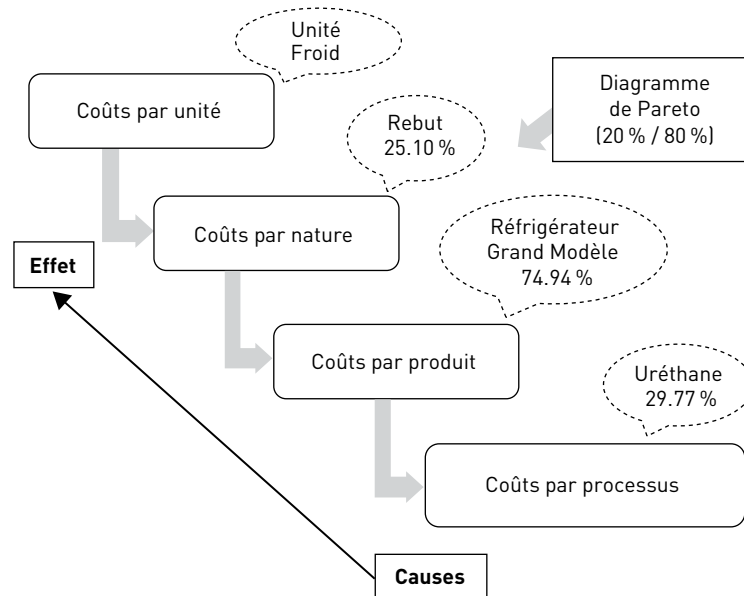 Unité
Froid
Coûts par unité
Diagramme
de Pareto
(20 % / 80 %)
Rebut
25.10 %
Coûts par nature
Réfrigérateur
Grand Modèle
74.94 %
Effet
Coûts par produit
Uréthane
29.77 %
Coûts par processus
Causes